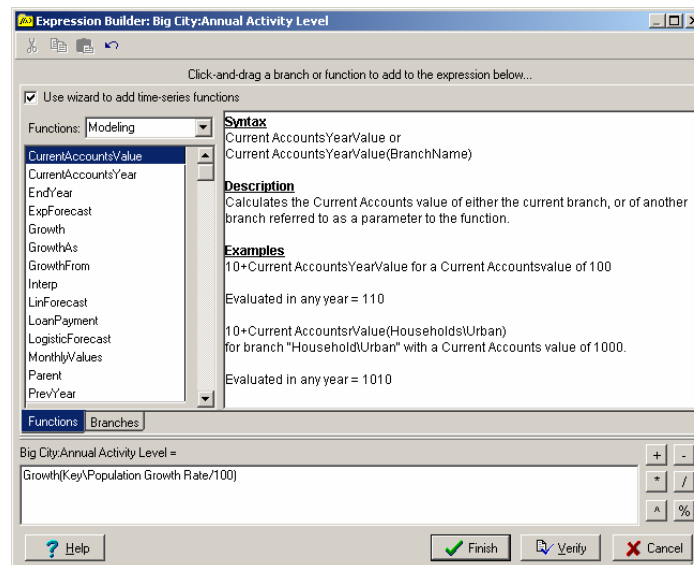 Expression Builder: Big City:Annual Activity Level
Click-and-drag a branch or function to add to the expression below...
Use wizard to add time-series functions
Functions: Modeling
CurrentAccountsValue
CurrentAccountsYear
EndYear
ExpForecast
Growth
GrowthAs
GrowthFrom
Interp
LinForecast
LoanPayment
LogisticForecast
MonthlyValues
Parent
PrevYear
Syntax
Current AccountsYearValue or
Current AccountsYearValue(BranchName)
Description
Calculates the Current Accounts value of either the current branch, or of another
branch referred to as a parameter to the function.
Examples
10+Current AccountsYearValue for a Current Accountsvalue of 100
Evaluated in any year = 110
10+Current AccountsrValue(Households\Urban)
for branch "Household\Urban" with a Current Accounts value of 1000.
Evaluated in any year = 1010
Functions Branches
Big City:Annual Activity Level =
Growth(Key\Population Growth Rate/100)
+ -
* /
^ %
? Help
Finish Verify Cancel